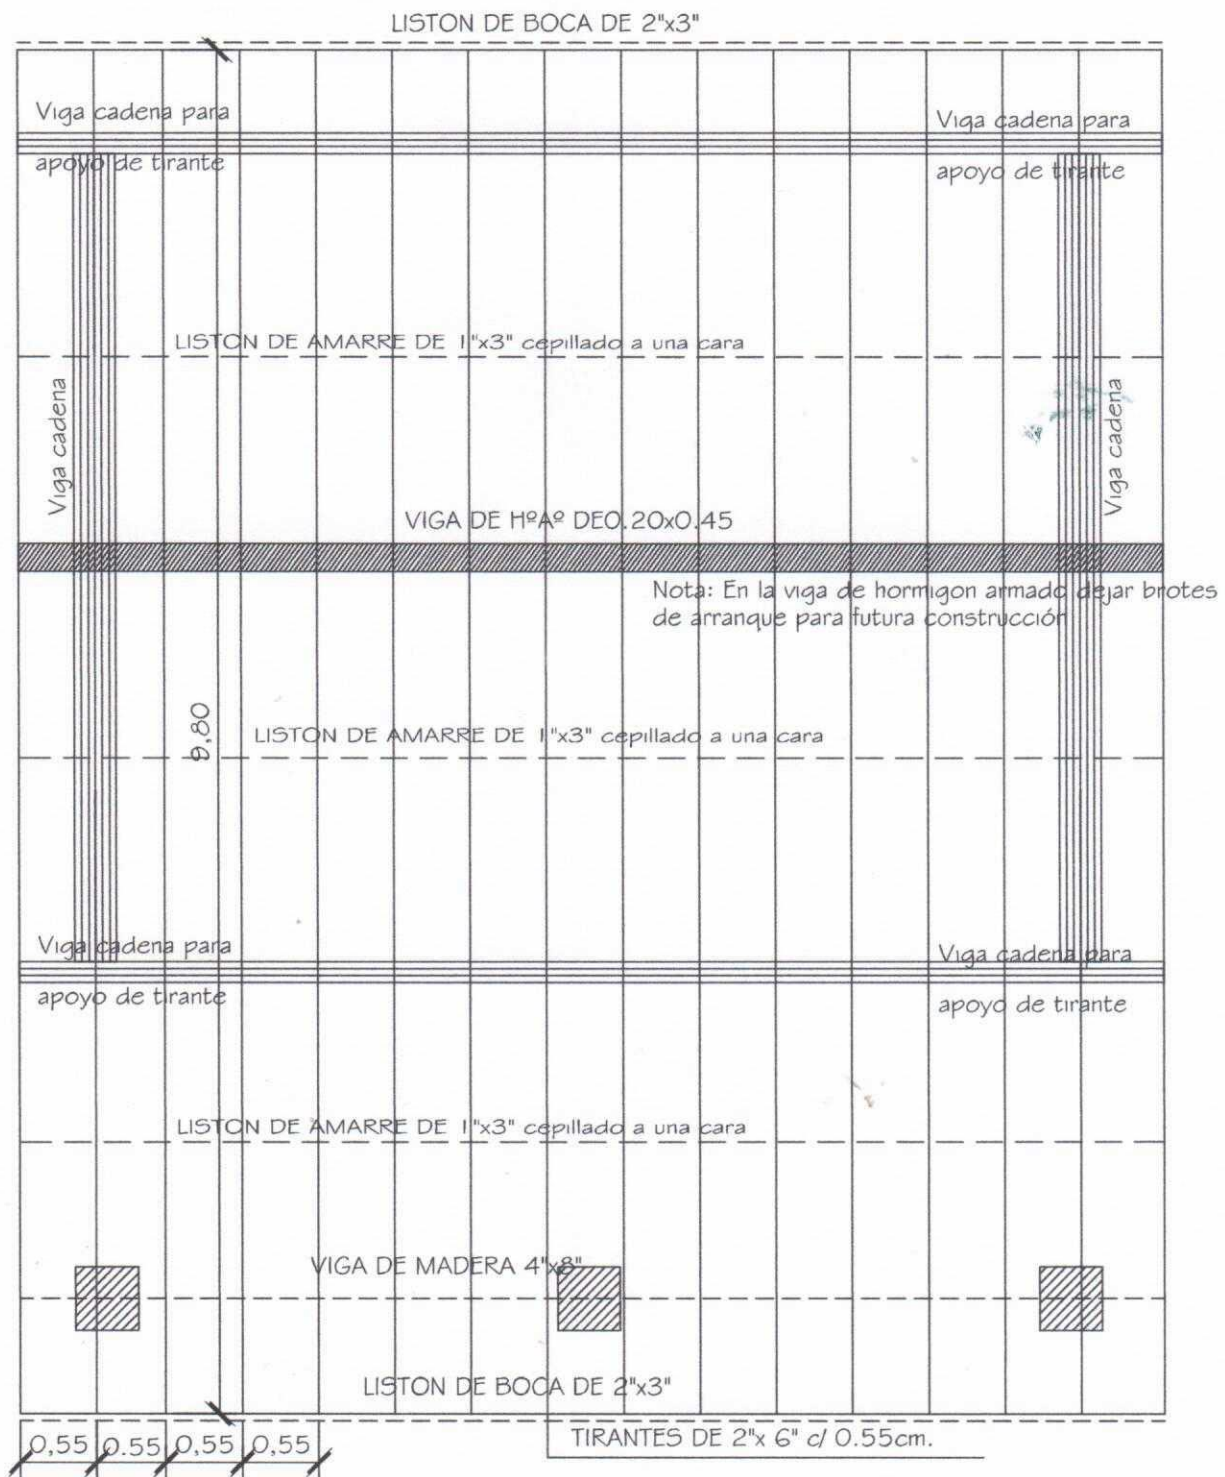 LISTON DE BOCA DE 2"x3"
Viga cadena para
apoyo de tirante
Viga cadena para
apoyo de tirante
LISTON DE AMARRE DE 1"x3" cepillado a una cara
Viga cadena
Viga cadena
VIGA DE HºAº DE0.20x0.45
Nota: En la viga de hormigon armado dejar brotes
de arranque para futura construcción
9,80
LISTON DE AMARRE DE 1"x3" cepillado a una cara
Viga cadena para
apoyo de tirante
Viga cadena para
apoyo de tirante
LISTON DE AMARRE DE 1"x3" cepillado a una cara
VIGA DE MADERA 4"x8"
LISTON DE BOCA DE 2"x3"
0,55 0.55 0,55 0,55
TIRANTES DE 2"x 6" c/ 0.55cm.